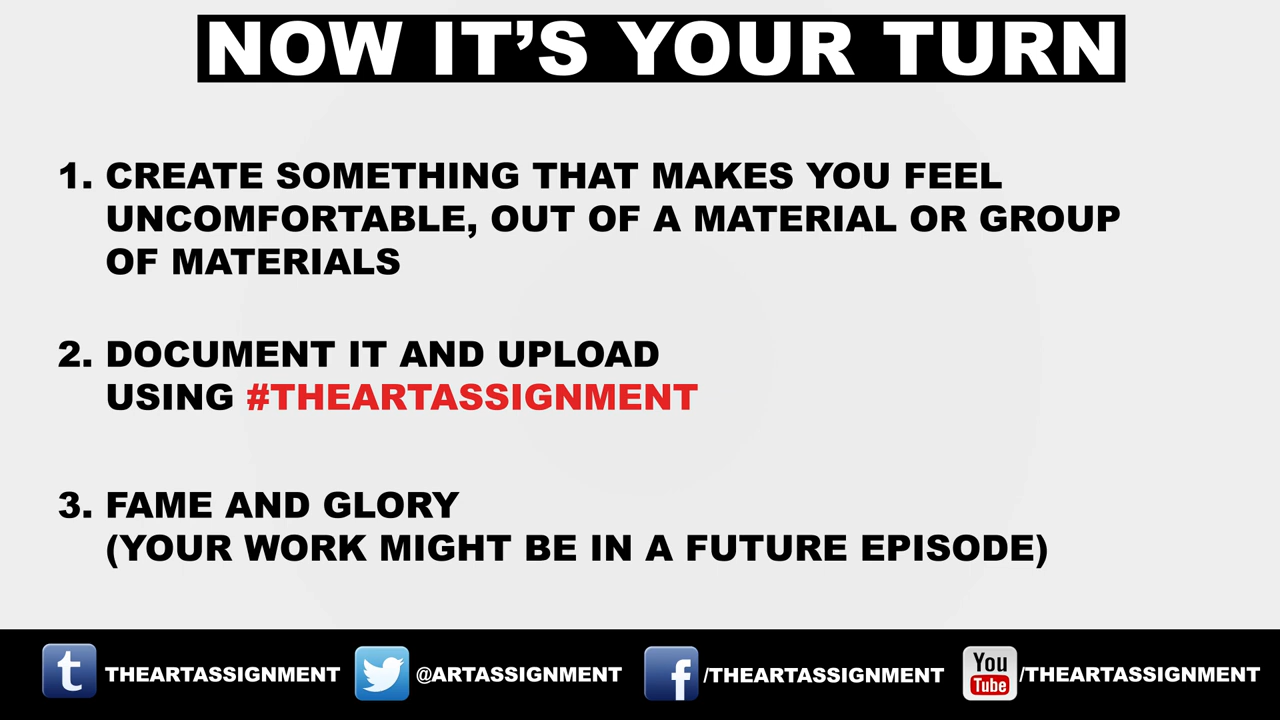 NOW IT'S YOUR TURN
1. CREATE SOMETHING THAT MAKES YOU FEEL
UNCOMFORTABLE, OUT OF A MATERIAL OR GROUP
OF MATERIALS
2. DOCUMENT IT AND UPLOAD
USING #THEARTASSIGNMENT
3. FAME AND GLORY
(YOUR WORK MIGHT BE IN A FUTURE EPISODE)
t THEARTASSIGNMENT @ARTASSIGNMENT f /THEARTASSIGNMENT You Tube /THEARTASSIGNMENT